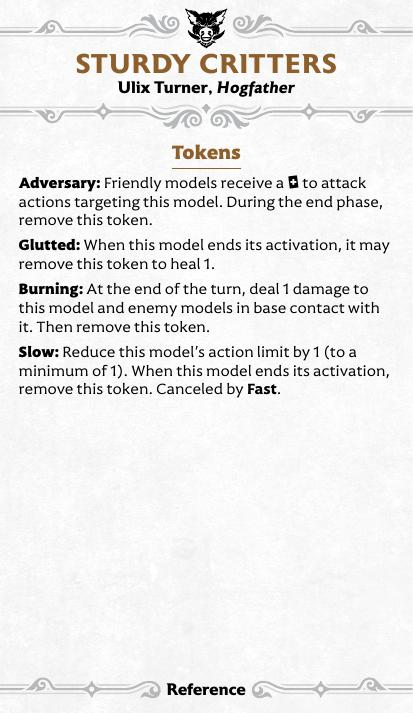 STURDY CRITTERS
Ulix Turner, Hogfather
Tokens
Adversary: Friendly models receive a to attack
actions targeting this model. During the end phase,
remove this token.
Glutted: When this model ends its activation, it may
remove this token to heal 1.
Burning: At the end of the turn, deal 1 damage to
this model and enemy models in base contact with
it. Then remove this token.
Slow: Reduce this model’s action limit by 1 (to a
minimum of 1). When this model ends its activation,
remove this token. Canceled by Fast.
Reference